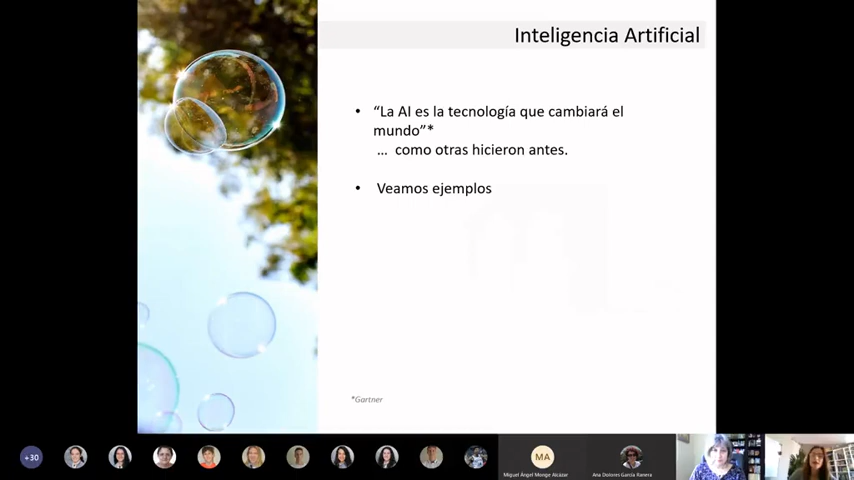 Inteligencia Artificial
• “La AI es la tecnología que cambiará el
mundo”*
… como otras hicieron antes.
• Veamos ejemplos
*Gartner
+30
MA
Miguel Ángel Monge Alcázar
Ana Dolores García Ranera